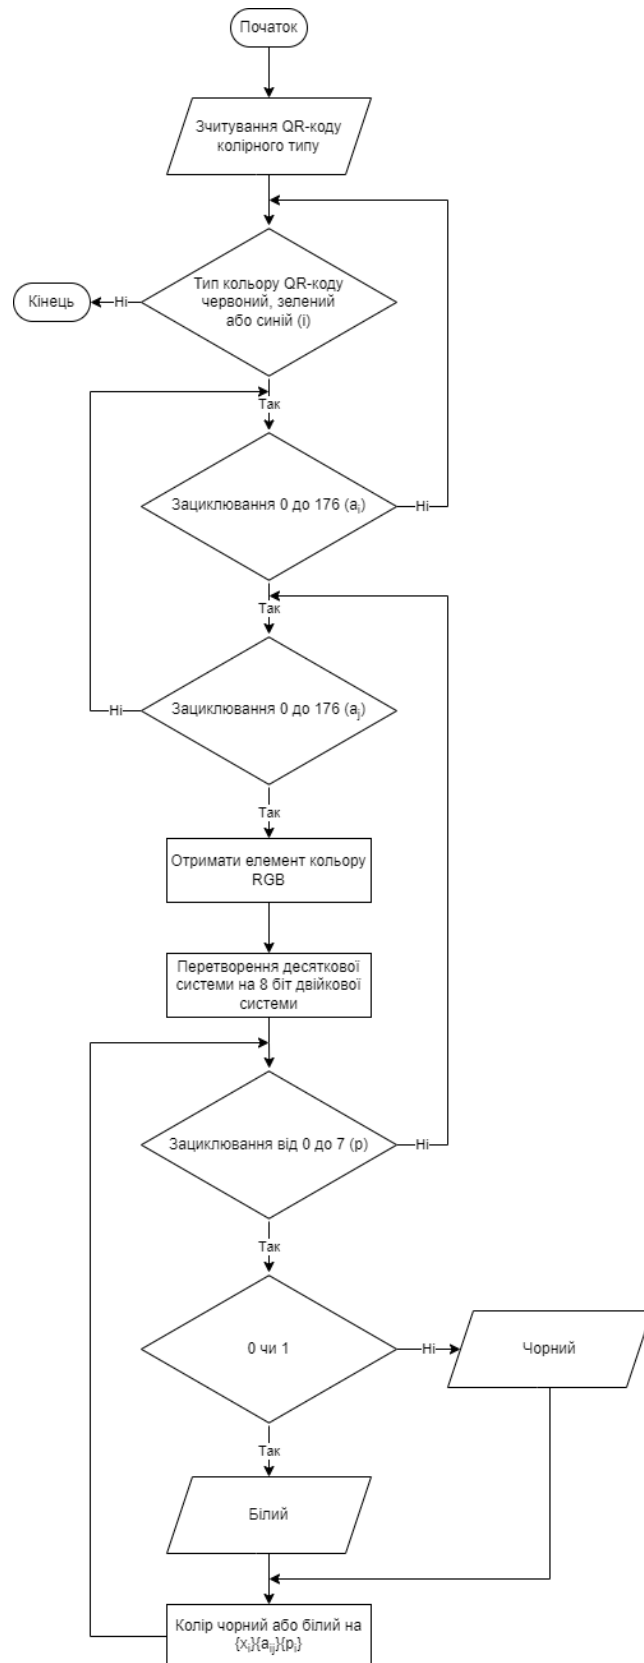 Початок
Зчитування QR-коду
колірного типу
Тип кольору QR-коду
червоний, зелений
або синій (i)
Ні
Кінець
Так
Зациклювання 0 до 176 (aᵢ)
Ні
Так
Зациклювання 0 до 176 (aⱼ)
Ні
Так
Отримати елемент кольору
RGB
Перетворення десяткової
системи на 8 біт двійкової
системи
Зациклювання від 0 до 7 (p)
Ні
Так
0 чи 1
Ні
Чорний
Так
Білий
Колір чорний або білий на
{xᵢ}{aᵢⱼ}{pᵢ}